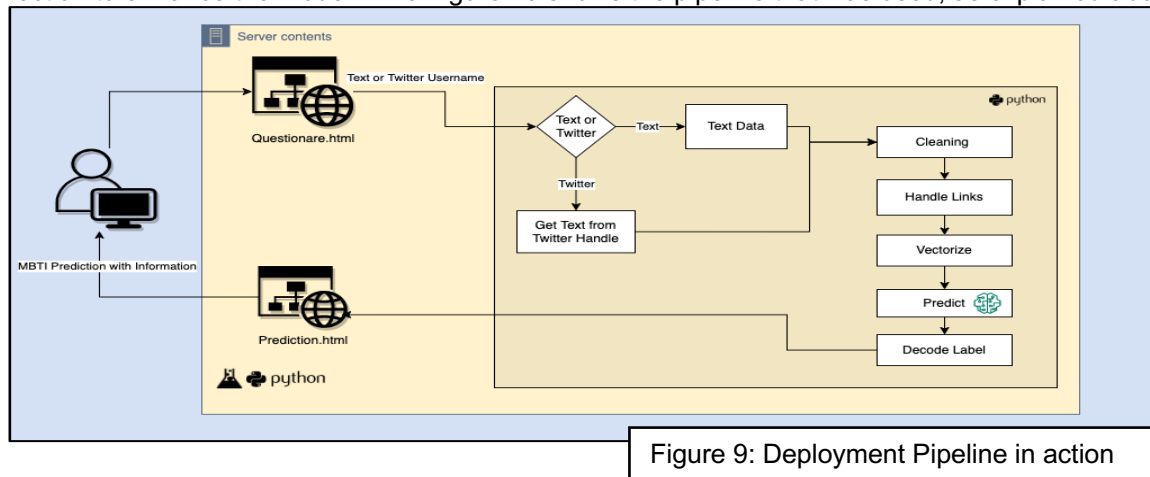 Server contents
Text or Twitter Username
Questionare.html
python
Text or
Twitter
Text
Text Data
Twitter
Get Text from
Twitter Handle
Cleaning
Handle Links
Vectorize
Predict
Decode Label
MBTI Prediction with Information
Prediction.html
python
Figure 9: Deployment Pipeline in action